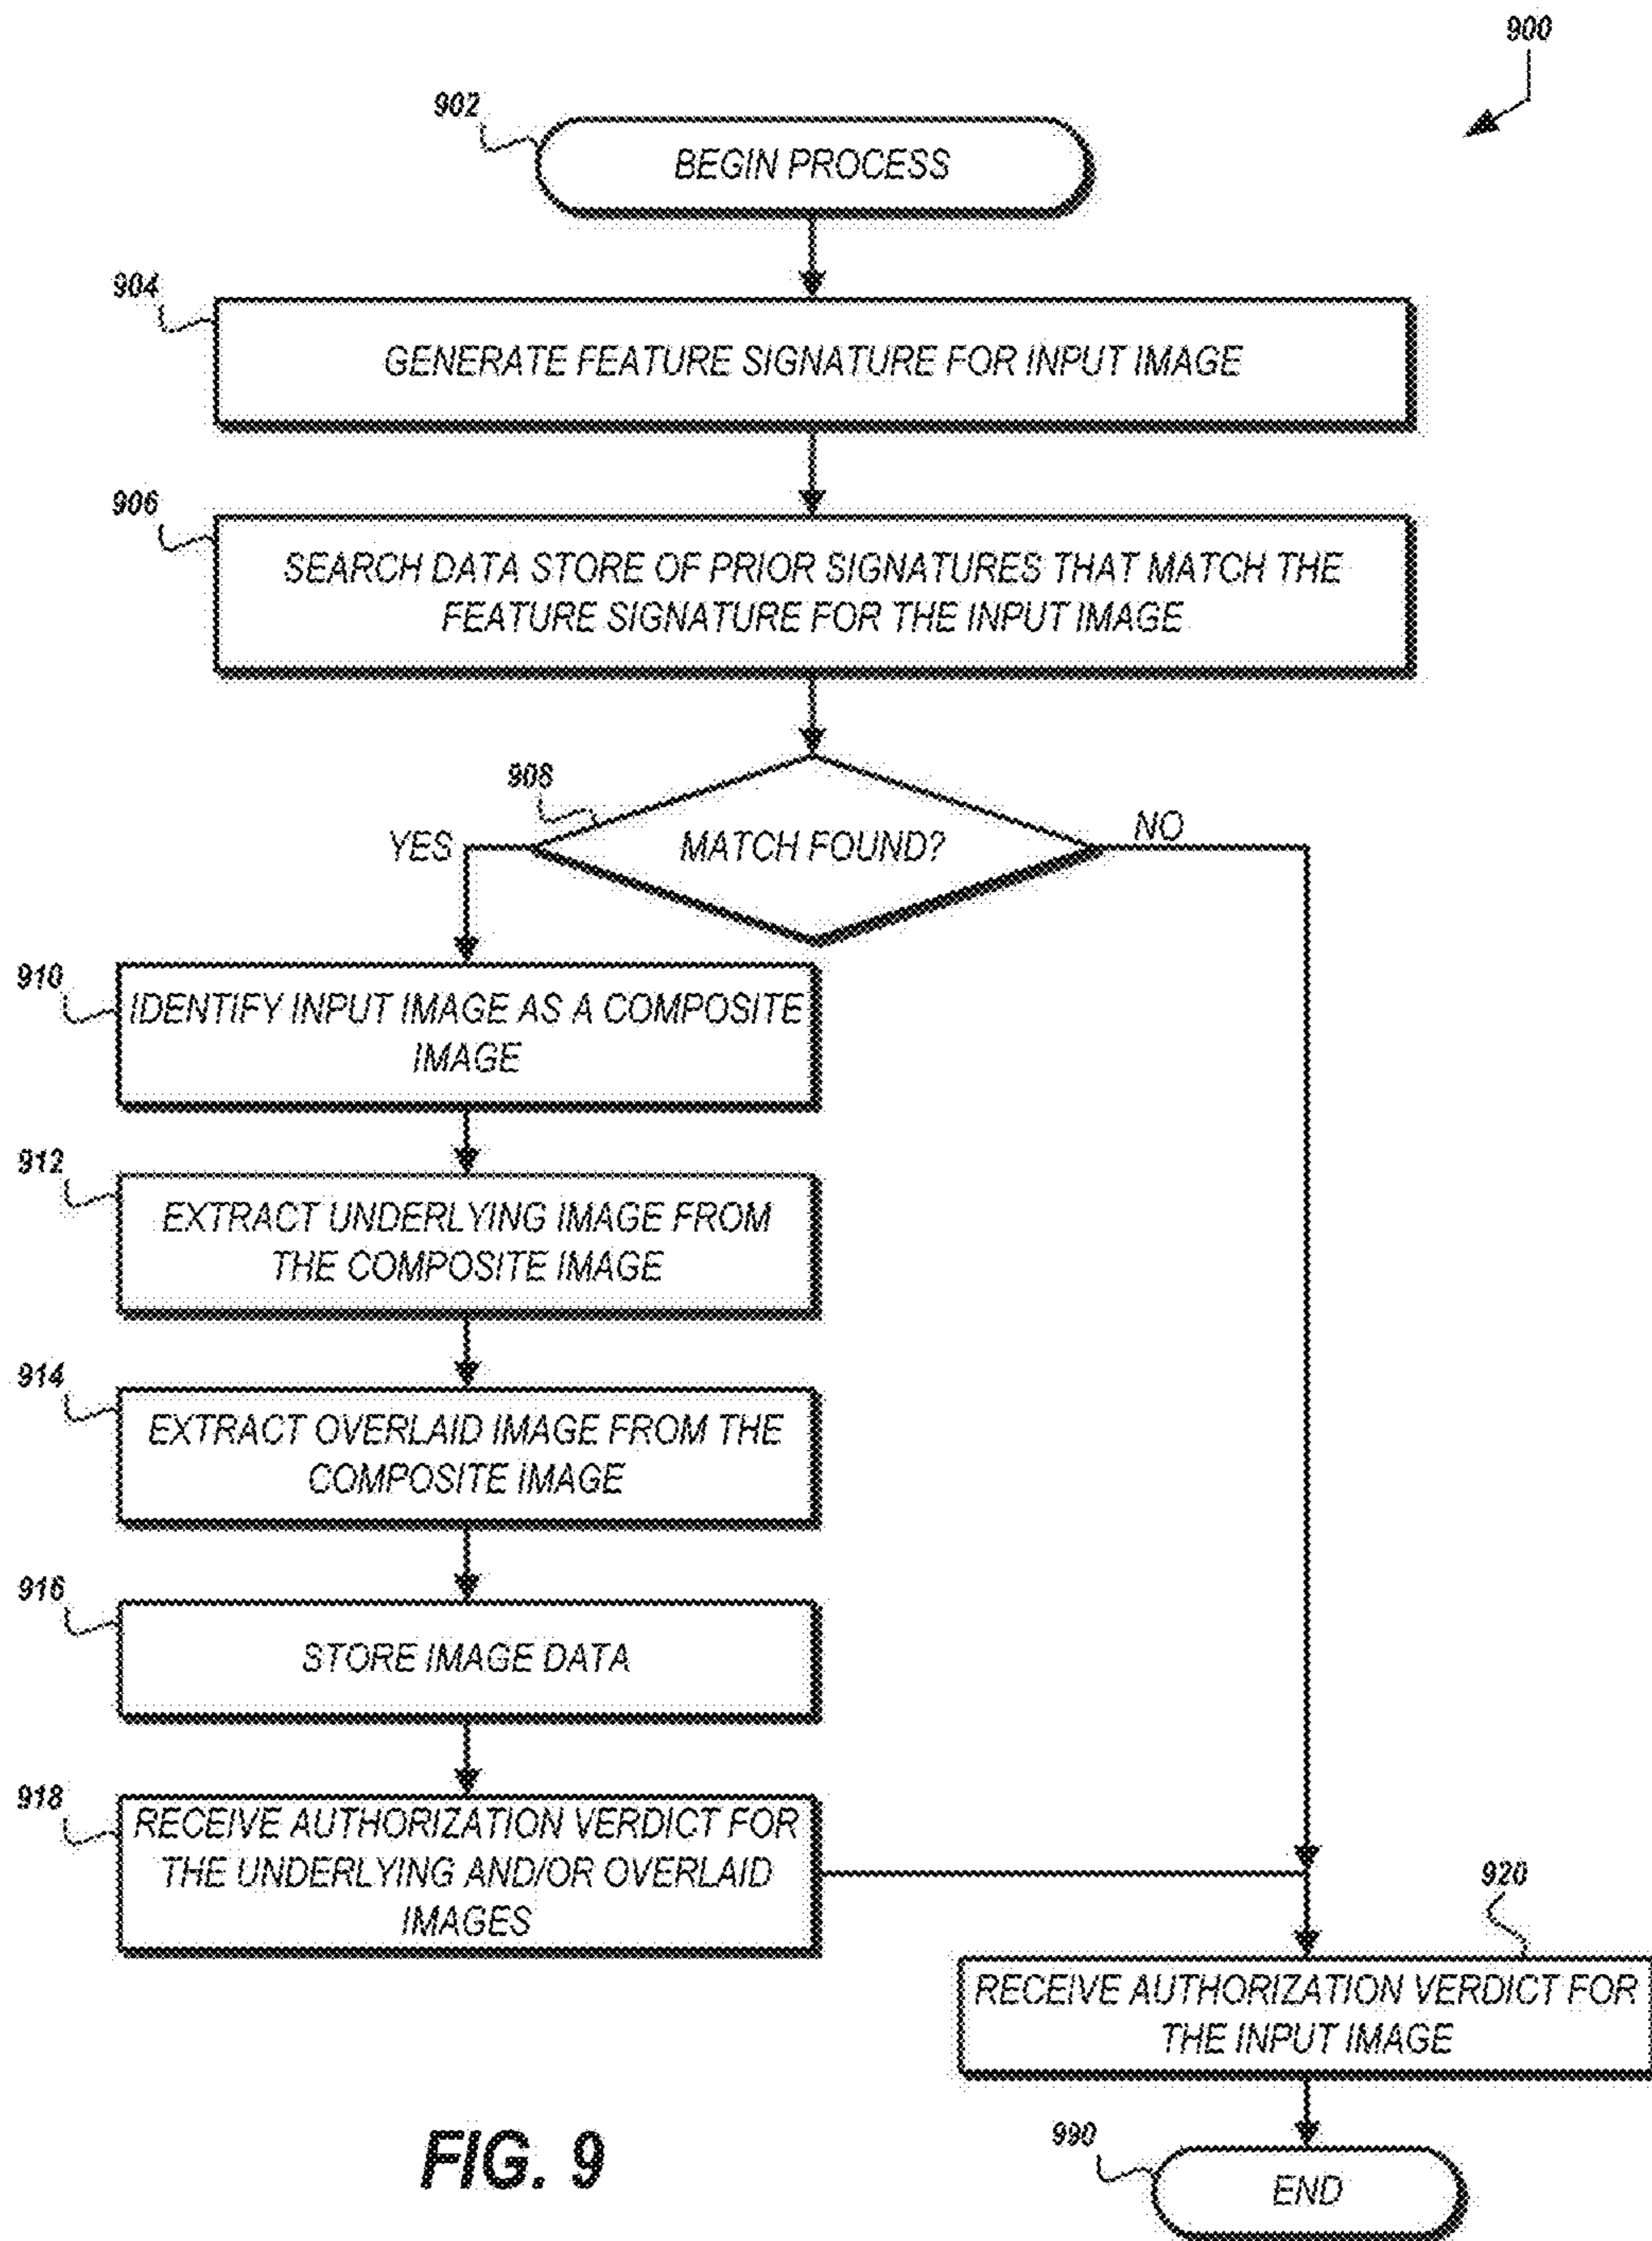 900
902
BEGIN PROCESS
904
GENERATE FEATURE SIGNATURE FOR INPUT IMAGE
906
SEARCH DATA STORE OF PRIOR SIGNATURES THAT MATCH THE
FEATURE SIGNATURE FOR THE INPUT IMAGE
908
YES
MATCH FOUND?
NO
910
IDENTIFY INPUT IMAGE AS A COMPOSITE
IMAGE
912
EXTRACT UNDERLYING IMAGE FROM
THE COMPOSITE IMAGE
914
EXTRACT OVERLAID IMAGE FROM THE
COMPOSITE IMAGE
916
STORE IMAGE DATA
918
RECEIVE AUTHORIZATION VERDICT FOR
THE UNDERLYING AND/OR OVERLAID
IMAGES
920
RECEIVE AUTHORIZATION VERDICT FOR
THE INPUT IMAGE
990
END
FIG. 9